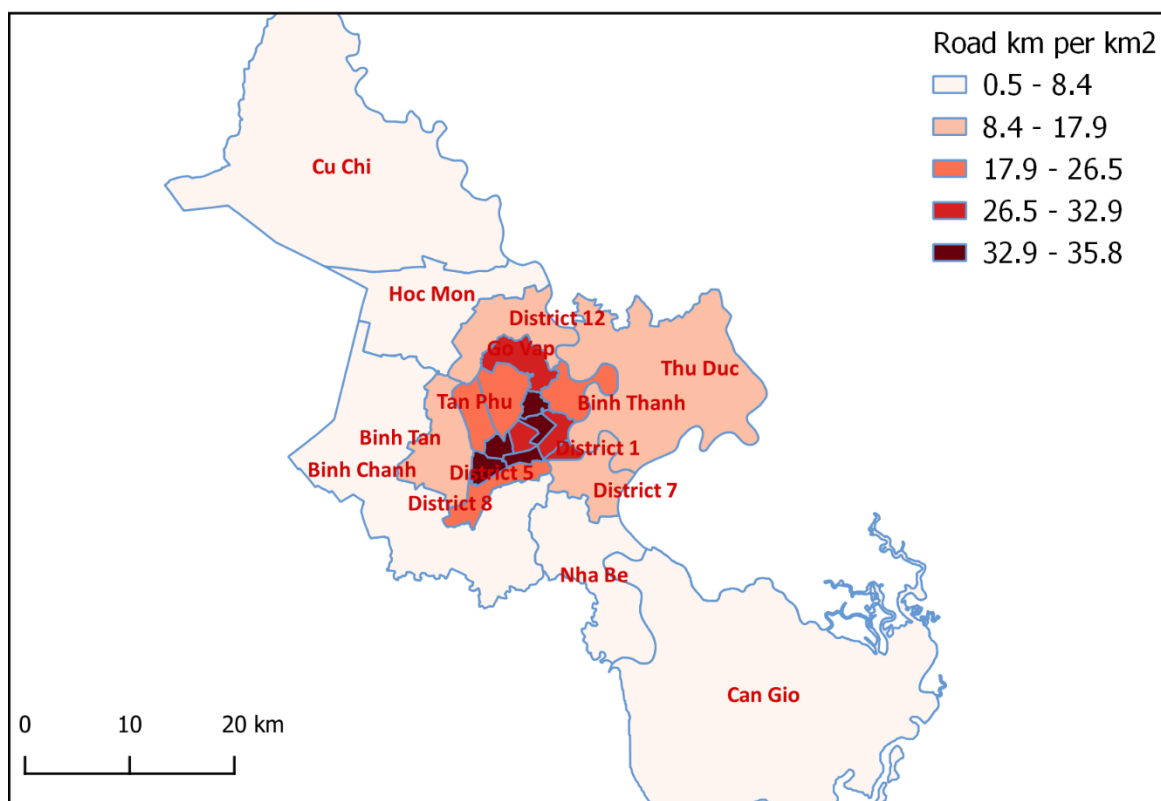 Road km per km2
0.5 - 8.4
8.4 - 17.9
17.9 - 26.5
26.5 - 32.9
32.9 - 35.8
Cu Chi
Hoc Mon
District 12
Go Vap
Thu Duc
Tan Phu
Binh Thanh
Binh Tan
District 1
Binh Chanh
District 5
District 7
District 8
Nha Be
Can Gio
0 10 20 km